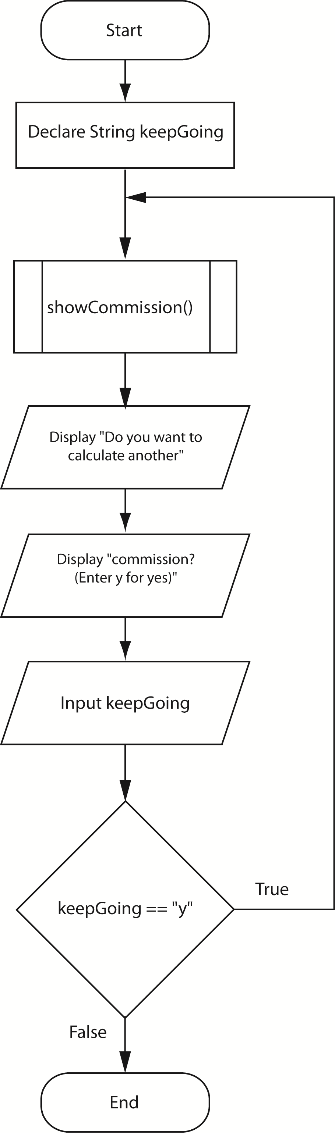 Start
Declare String keepGoing
showCommission()
Display "Do you want to
calculate another"
Display "commission?
(Enter y for yes)"
Input keepGoing
keepGoing == "y"
True
False
End